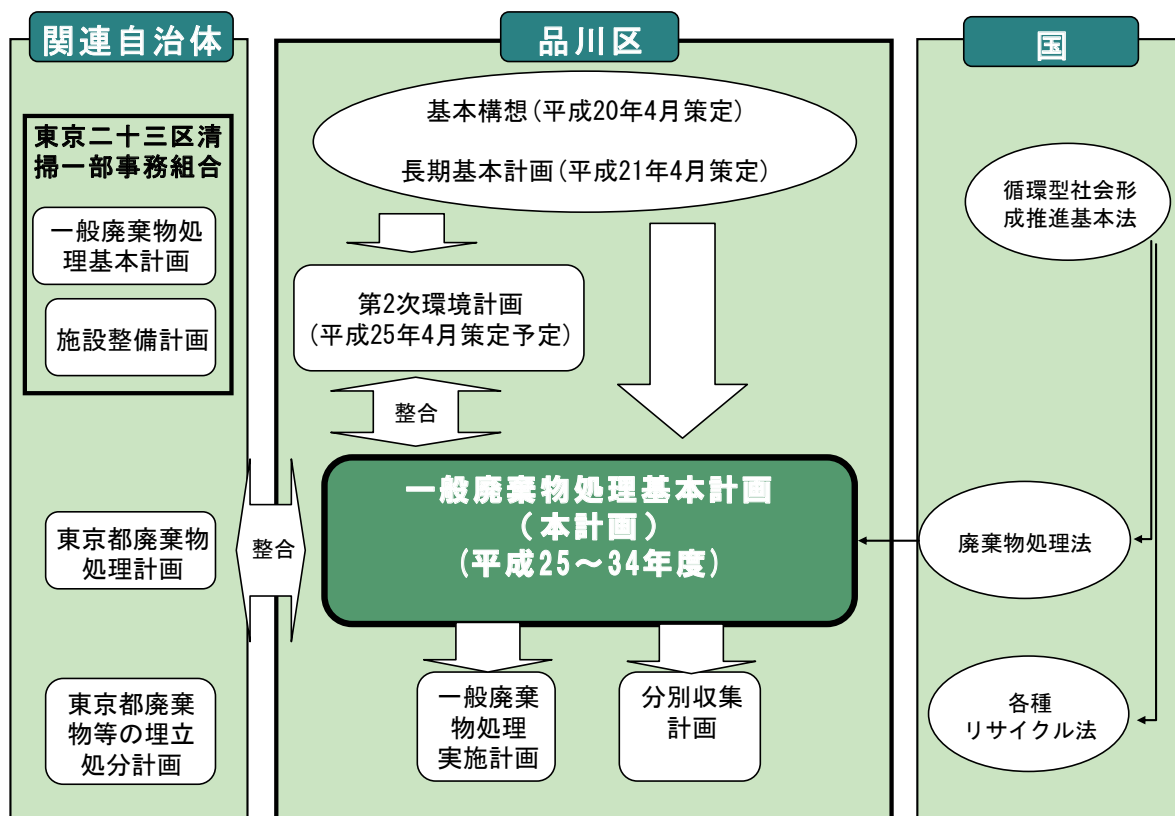 関連自治体
東京二十三区清
掃一部事務組合
一般廃棄物処
理基本計画
施設整備計画
東京都廃棄物
処理計画
東京都廃棄
物等の埋立
処分計画
整合
品川区
基本構想(平成20年4月策定)
長期基本計画(平成21年4月策定)
第2次環境計画
(平成25年4月策定予定)
整合
一般廃棄物処理基本計画
(本計画)
(平成25～34年度)
一般廃棄
物処理
実施計画
分別収集
計画
国
循環型社会形
成推進基本法
廃棄物処理法
各種
リサイクル法